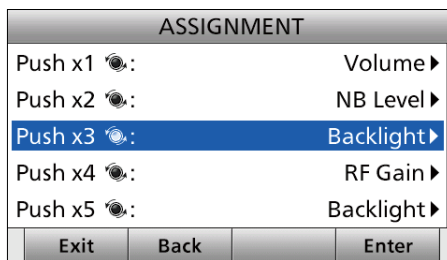 ASSIGNMENT
Push x1 : Volume
Push x2 : NB Level
Push x3 : Backlight
Push x4 : RF Gain
Push x5 : Backlight
Exit Back Enter